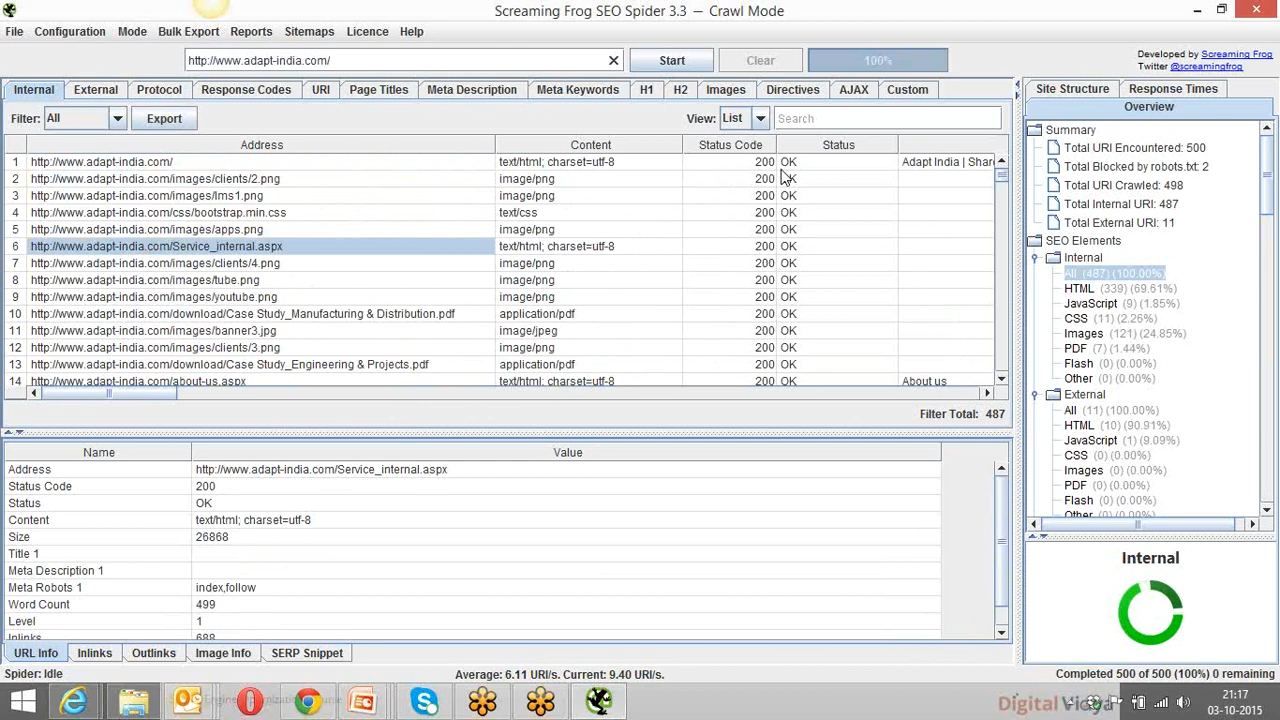 Screaming Frog SEO Spider 3.3 — Crawl Mode
File Configuration Mode Bulk Export Reports Sitemaps Licence Help
http://www.adapt-india.com/ Start Clear 100%
Developed by Screaming Frog
Twitter @screamingfrog
Internal External Protocol Response Codes URI Page Titles Meta Description Meta Keywords H1 H2 Images Directives AJAX Custom
Filter: All Export View: List Search
Address Content Status Code Status
1 http://www.adapt-india.com/ text/html; charset=utf-8 200 OK Adapt India | Shar
2 http://www.adapt-india.com/images/clients/2.png image/png 200 OK
3 http://www.adapt-india.com/images/lms1.png image/png 200 OK
4 http://www.adapt-india.com/css/bootstrap.min.css text/css 200 OK
5 http://www.adapt-india.com/images/apps.png image/png 200 OK
6 http://www.adapt-india.com/Service_internal.aspx text/html; charset=utf-8 200 OK
7 http://www.adapt-india.com/images/clients/4.png image/png 200 OK
8 http://www.adapt-india.com/images/tube.png image/png 200 OK
9 http://www.adapt-india.com/images/youtube.png image/png 200 OK
10 http://www.adapt-india.com/download/Case Study_Manufacturing & Distribution.pdf application/pdf 200 OK
11 http://www.adapt-india.com/images/banner3.jpg image/jpeg 200 OK
12 http://www.adapt-india.com/images/clients/3.png image/png 200 OK
13 http://www.adapt-india.com/download/Case Study_Engineering & Projects.pdf application/pdf 200 OK
14 http://www.adapt-india.com/about-us.aspx text/html; charset=utf-8 200 OK About us
Filter Total: 487
Name Value
Address http://www.adapt-india.com/Service_internal.aspx
Status Code 200
Status OK
Content text/html; charset=utf-8
Size 26868
Title 1
Meta Description 1
Meta Robots 1 index,follow
Word Count 499
Level 1
Inlinks 688
URL Info Inlinks Outlinks Image Info SERP Snippet
Site Structure Response Times
Overview
Summary
Total URI Encountered: 500
Total Blocked by robots.txt: 2
Total URI Crawled: 498
Total Internal URI: 487
Total External URI: 11
SEO Elements
Internal
All (487) (100.00%)
HTML (339) (69.61%)
JavaScript (9) (1.85%)
CSS (11) (2.26%)
Images (121) (24.85%)
PDF (7) (1.44%)
Flash (0) (0.00%)
Other (0) (0.00%)
External
All (11) (100.00%)
HTML (10) (90.91%)
JavaScript (1) (9.09%)
CSS (0) (0.00%)
Images (0) (0.00%)
PDF (0) (0.00%)
Flash (0) (0.00%)
Other (0) (0.00%)
Internal
Spider: Idle Average: 6.11 URI/s. Current: 9.40 URI/s. Completed 500 of 500 (100%) 0 remaining
Digital Vidya
21:17
03-10-2015